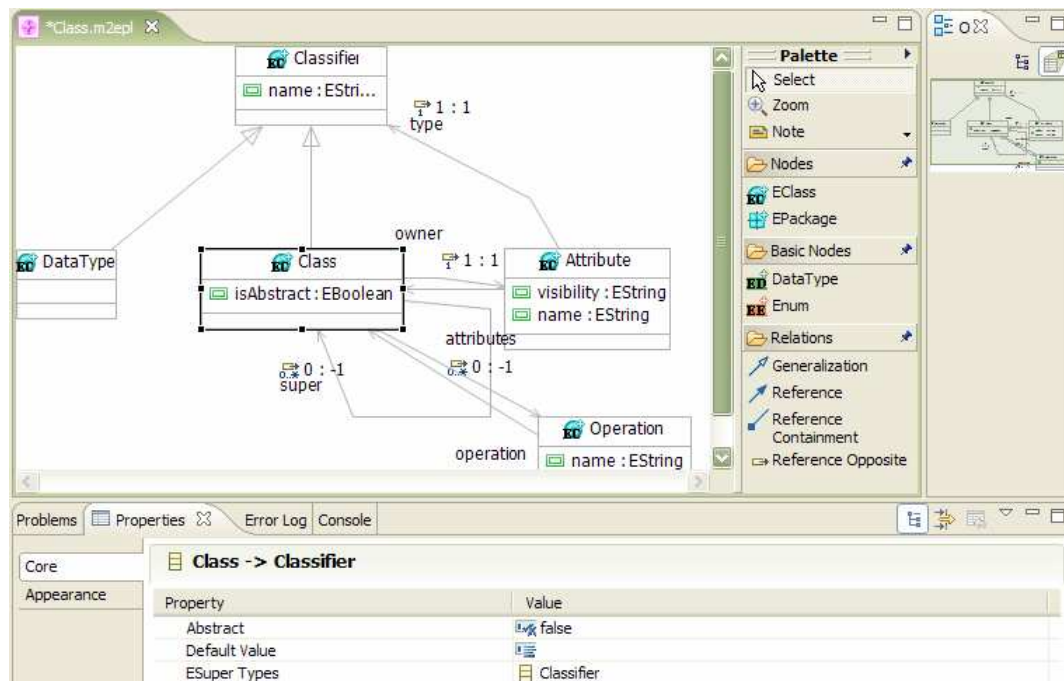 *Class.m2epl
O
Classifier
name : EStri...
1 : 1
type
DataType
Class
isAbstract : EBoolean
owner
1 : 1
Attribute
visibility : EString
name : EString
attributes
0 : -1
super
0 : -1
Operation
operation
name : EString
Palette
Select
Zoom
Note
Nodes
EClass
EPackage
Basic Nodes
DataType
Enum
Relations
Generalization
Reference
Reference
Containment
Reference Opposite
Problems Properties Error Log Console
Core
Appearance
Class -> Classifier
Property Value
Abstract false
Default Value
ESuper Types Classifier